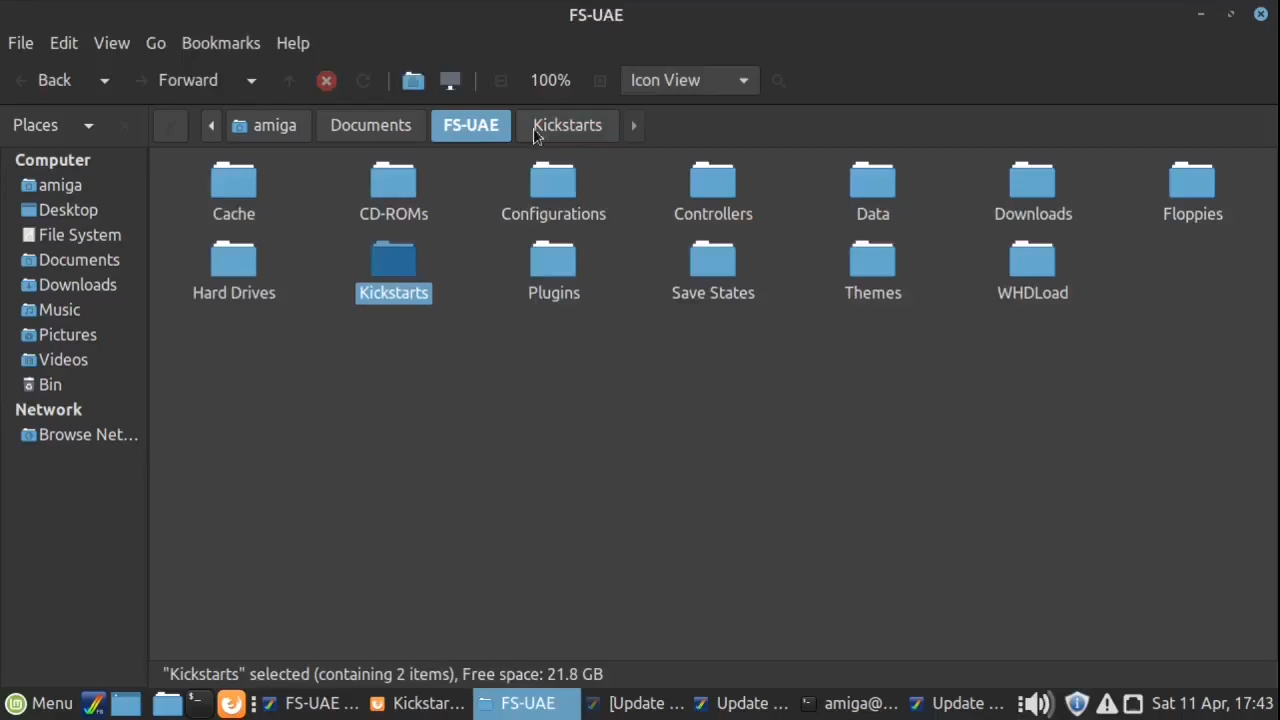 FS-UAE
File Edit View Go Bookmarks Help
Back Forward 100% Icon View
Places amiga Documents FS-UAE Kickstarts
Computer
amiga
Desktop
File System
Documents
Downloads
Music
Pictures
Videos
Bin
Network
Browse Net...
Cache CD-ROMs Configurations Controllers Data Downloads Floppies
Hard Drives Kickstarts Plugins Save States Themes WHDLoad
"Kickstarts" selected (containing 2 items), Free space: 21.8 GB
Menu FS-UAE ... Kickstar... FS-UAE [Update ... Update ... amiga@... Update ... Sat 11 Apr, 17:43